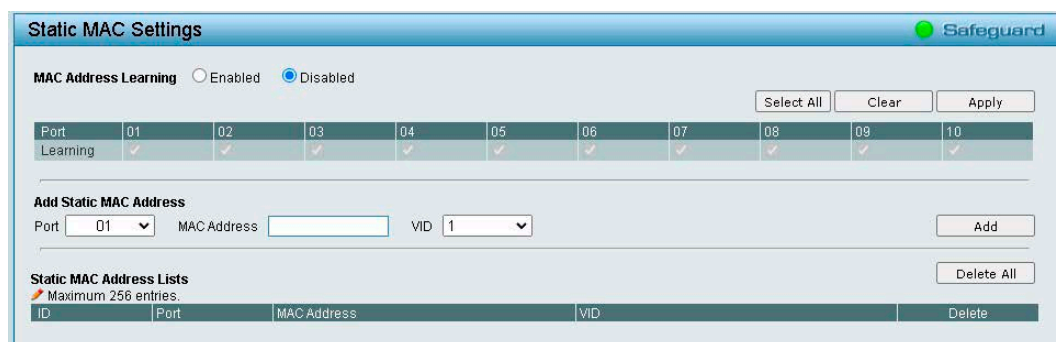 Static MAC Settings Safeguard
MAC Address Learning Enabled Disabled
Select All Clear Apply
Port 01 02 03 04 05 06 07 08 09 10
Learning
Add Static MAC Address
Port 01 MAC Address VID 1 Add
Delete All
Static MAC Address Lists
Maximum 256 entries.
ID Port MAC Address VID Delete